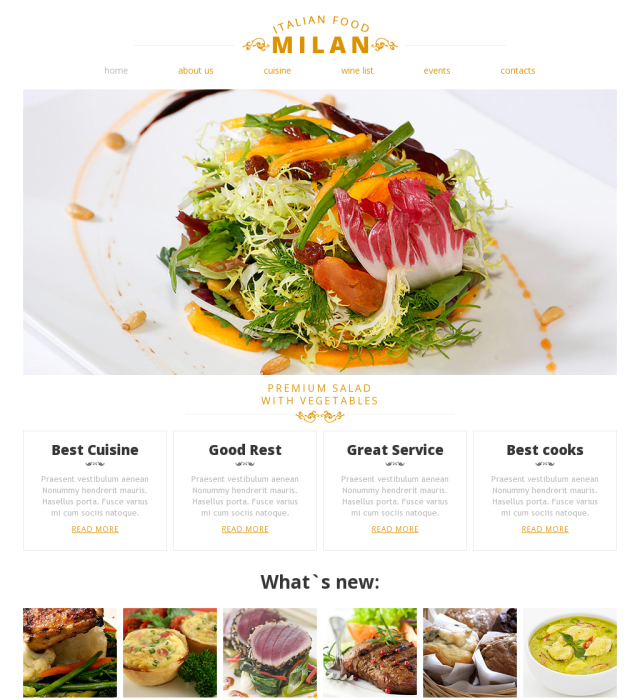 ITALIAN FOOD
MILAN
home about us cuisine wine list events contacts
PREMIUM SALAD
WITH VEGETABLES
Best Cuisine
Praesent vestibulum aenean
Nonummy hendrerit mauris.
Hasellus porta. Fusce varius
mi cum sociis natoque.
READ MORE
Good Rest
Praesent vestibulum aenean
Nonummy hendrerit mauris.
Hasellus porta. Fusce varius
mi cum sociis natoque.
READ MORE
Great Service
Praesent vestibulum aenean
Nonummy hendrerit mauris.
Hasellus porta. Fusce varius
mi cum sociis natoque.
READ MORE
Best cooks
Praesent vestibulum aenean
Nonummy hendrerit mauris.
Hasellus porta. Fusce varius
mi cum sociis natoque.
READ MORE
What`s new: